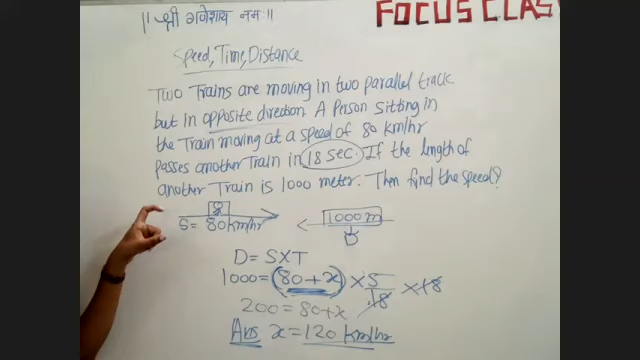 || श्री गणेशाय नमः ||
FOCUS CLAS
Speed, Time, Distance
Two Trains are moving in two parallel track
but in opposite direction. A Person sitting in
the Train moving at a speed of 80 km/hr
passes another Train in 18 sec. If the length of
another Train is 1000 meter. Then find the speed?
S = 80km/hr
1000 m
D = S×T
1000 = (80+x) × 5/18 × 18
200 = 80+x
Ans x = 120 km/hr